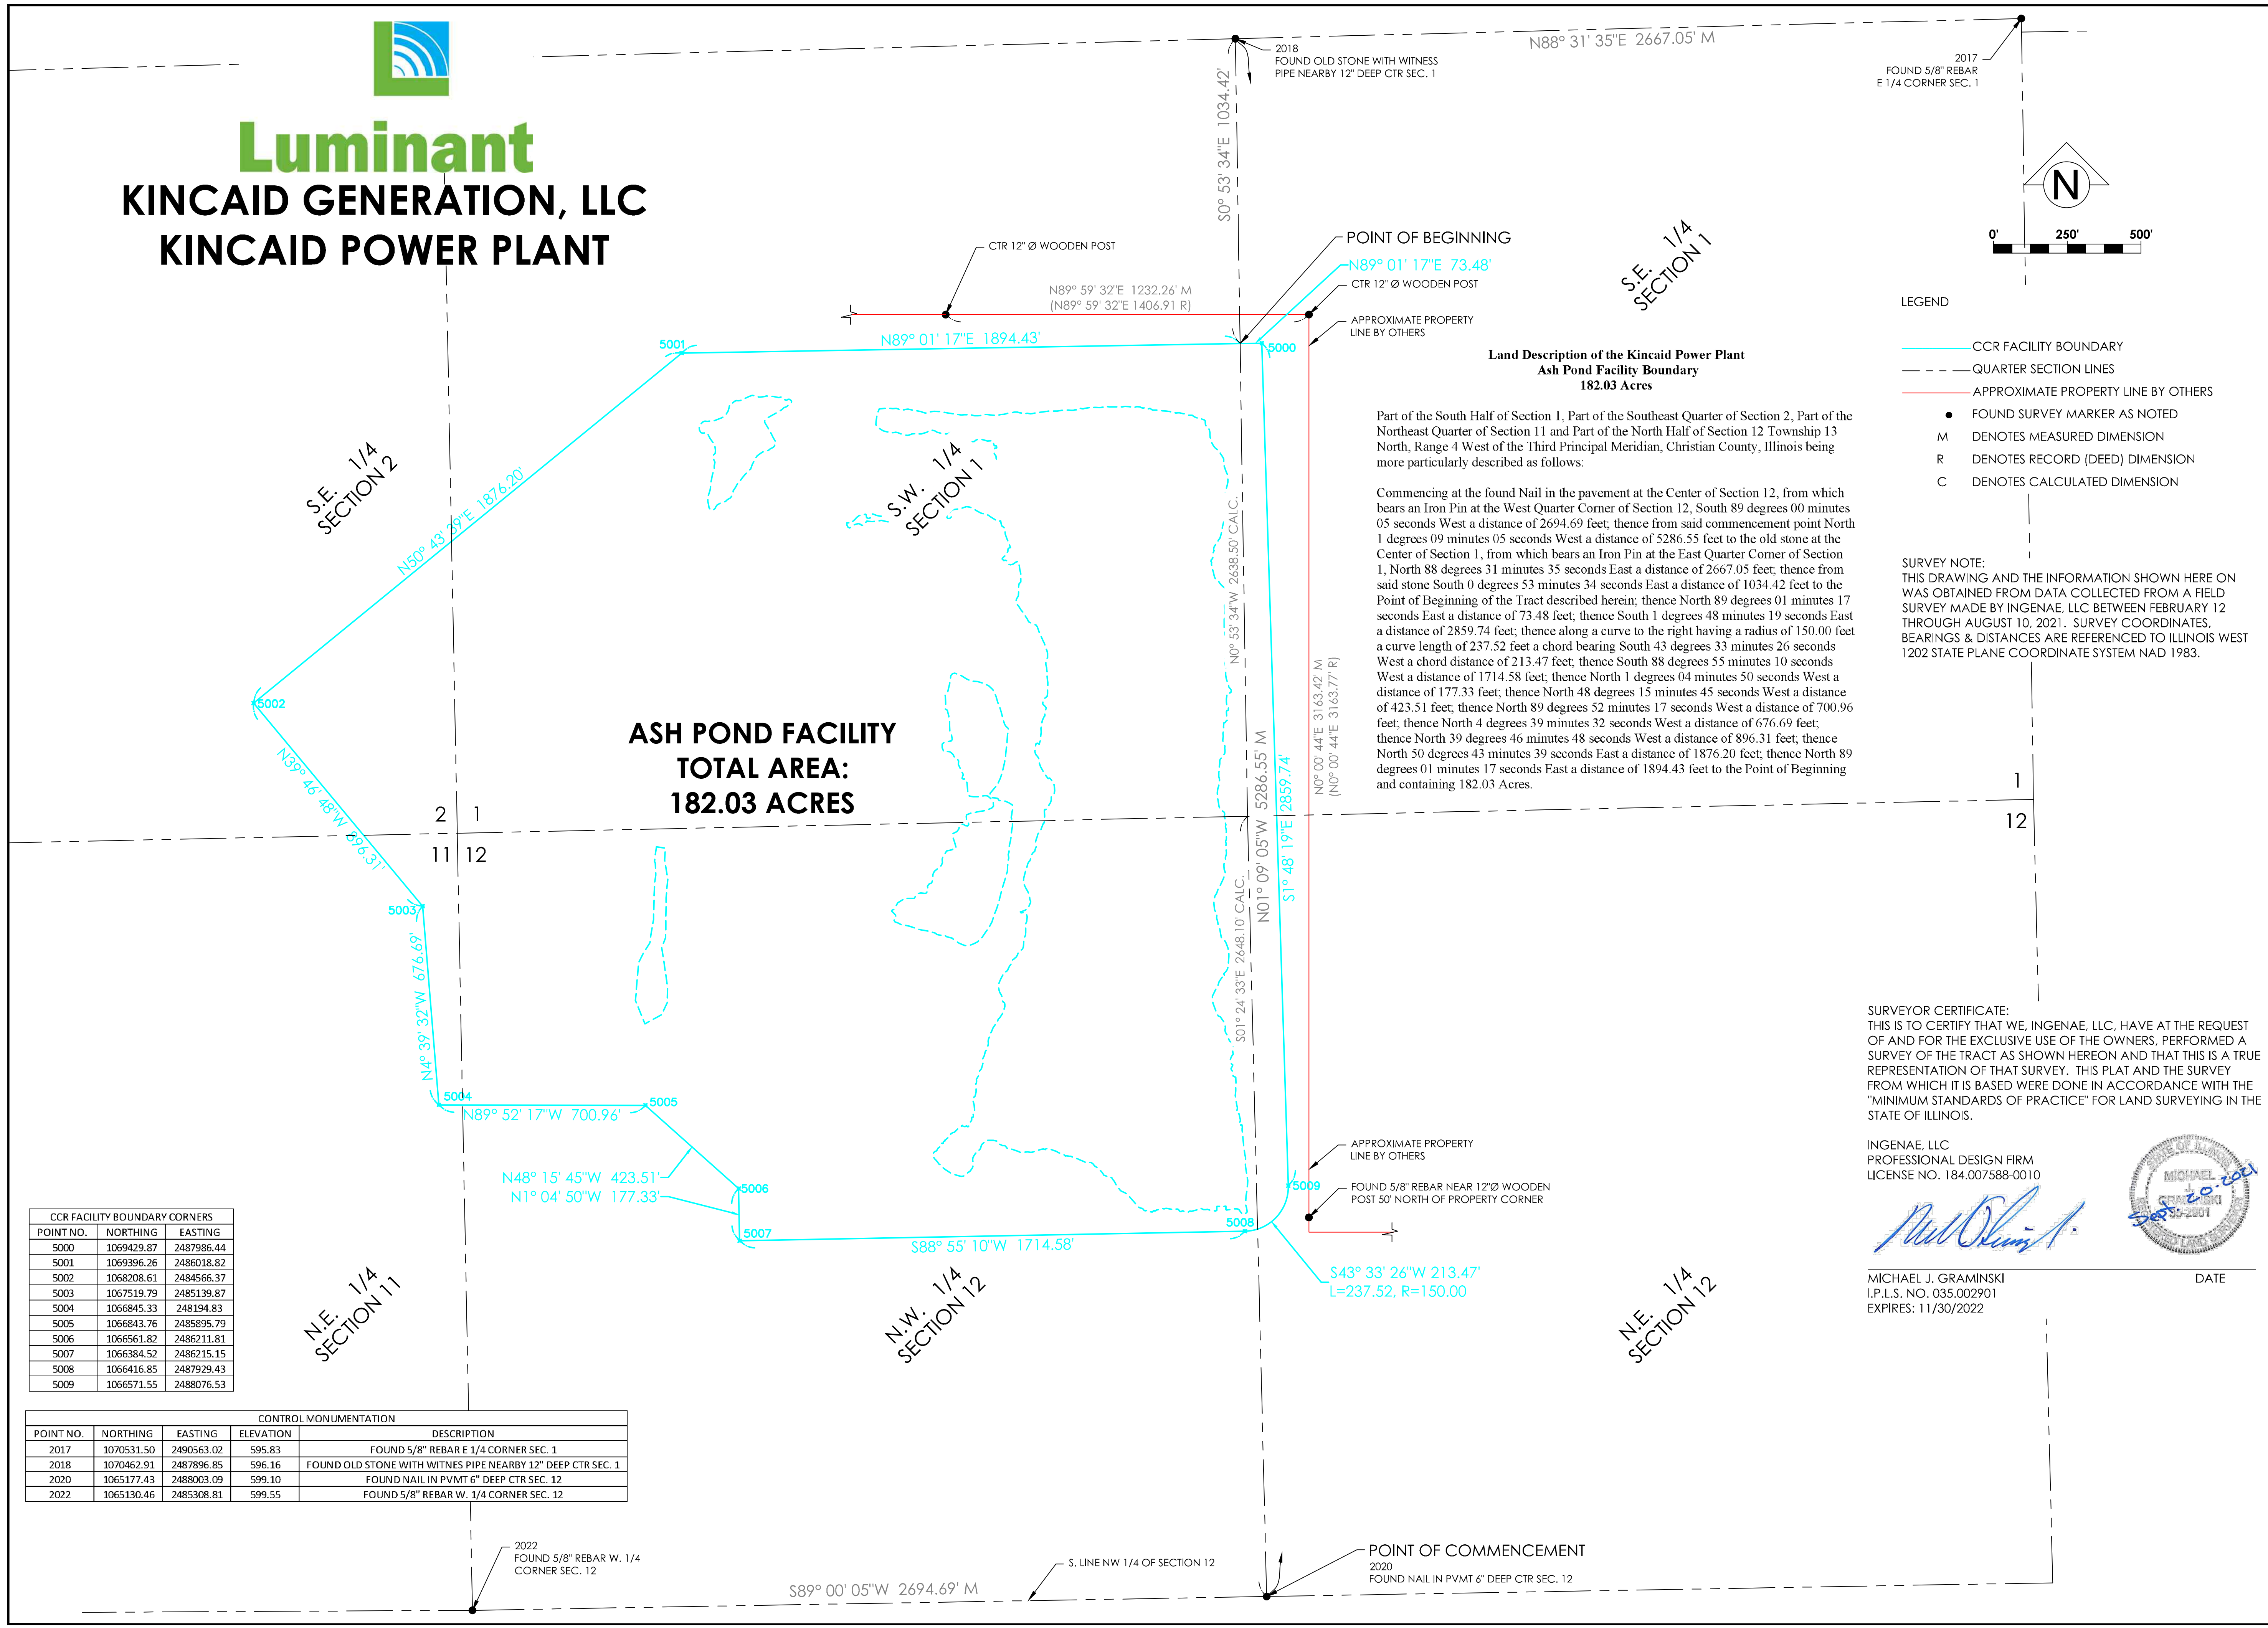 Luminant
KINCAID GENERATION, LLC
KINCAID POWER PLANT
N88° 31' 35"E 2667.05' M
2018
FOUND OLD STONE WITH WITNESS
PIPE NEARBY 12" DEEP CTR SEC. 1
2017
FOUND 5/8" REBAR
E 1/4 CORNER SEC. 1
S0° 53' 34"E 1034.42'
N
0' 250' 500'
CTR 12" Ø WOODEN POST
POINT OF BEGINNING
N89° 01' 17"E 73.48'
CTR 12" Ø WOODEN POST
N89° 59' 32"E 1232.26' M
(N89° 59' 32"E 1406.91 R)
APPROXIMATE PROPERTY
LINE BY OTHERS
S.E. 1/4
SECTION 1
5001
N89° 01' 17"E 1894.43'
5000
LEGEND
CCR FACILITY BOUNDARY
QUARTER SECTION LINES
APPROXIMATE PROPERTY LINE BY OTHERS
FOUND SURVEY MARKER AS NOTED
M DENOTES MEASURED DIMENSION
R DENOTES RECORD (DEED) DIMENSION
C DENOTES CALCULATED DIMENSION
Land Description of the Kincaid Power Plant
Ash Pond Facility Boundary
182.03 Acres
Part of the South Half of Section 1, Part of the Southeast Quarter of Section 2, Part of the
Northeast Quarter of Section 11 and Part of the North Half of Section 12 Township 13
North, Range 4 West of the Third Principal Meridian, Christian County, Illinois being
more particularly described as follows:
Commencing at the found Nail in the pavement at the Center of Section 12, from which
bears an Iron Pin at the West Quarter Corner of Section 12, South 89 degrees 00 minutes
05 seconds West a distance of 2694.69 feet; thence from said commencement point North
1 degrees 09 minutes 05 seconds West a distance of 5286.55 feet to the old stone at the
Center of Section 1, from which bears an Iron Pin at the East Quarter Corner of Section
1, North 88 degrees 31 minutes 35 seconds East a distance of 2667.05 feet; thence from
said stone South 0 degrees 53 minutes 34 seconds East a distance of 1034.42 feet to the
Point of Beginning of the Tract described herein; thence North 89 degrees 01 minutes 17
seconds East a distance of 73.48 feet; thence South 1 degrees 48 minutes 19 seconds East
a distance of 2859.74 feet; thence along a curve to the right having a radius of 150.00 feet
a curve length of 237.52 feet a chord bearing South 43 degrees 33 minutes 26 seconds
West a chord distance of 213.47 feet; thence South 88 degrees 55 minutes 10 seconds
West a distance of 1714.58 feet; thence North 1 degrees 04 minutes 50 seconds West a
distance of 177.33 feet; thence North 48 degrees 15 minutes 45 seconds West a distance
of 423.51 feet; thence North 89 degrees 52 minutes 17 seconds West a distance of 700.96
feet; thence North 4 degrees 39 minutes 32 seconds West a distance of 676.69 feet;
thence North 39 degrees 46 minutes 48 seconds West a distance of 896.31 feet; thence
North 50 degrees 43 minutes 39 seconds East a distance of 1876.20 feet; thence North 89
degrees 01 minutes 17 seconds East a distance of 1894.43 feet to the Point of Beginning
and containing 182.03 Acres.
S.E. 1/4
SECTION 2
S.W. 1/4
SECTION 1
N50° 43' 39"E 1876.20'
N0° 53' 34"W 2638.50' CALC.
SURVEY NOTE:
THIS DRAWING AND THE INFORMATION SHOWN HERE ON
WAS OBTAINED FROM DATA COLLECTED FROM A FIELD
SURVEY MADE BY INGENAE, LLC BETWEEN FEBRUARY 12
THROUGH AUGUST 10, 2021. SURVEY COORDINATES,
BEARINGS & DISTANCES ARE REFERENCED TO ILLINOIS WEST
1202 STATE PLANE COORDINATE SYSTEM NAD 1983.
5002
N0° 00' 44"E 3163.42' M
(N0° 00' 44"E 3163.77' R)
ASH POND FACILITY
TOTAL AREA:
182.03 ACRES
N39° 46' 48"W 896.31'
N01° 09' 05"W 5286.55' M
S1° 48' 19"E 2859.74'
2 1
11 12
1
12
5003
S01° 24' 33"E 2648.10' CALC.
N4° 39' 32"W 676.69'
5004
N89° 52' 17"W 700.96'
5005
N48° 15' 45"W 423.51'
N1° 04' 50"W 177.33'
5006
5007
S88° 55' 10"W 1714.58'
5008
5009
APPROXIMATE PROPERTY
LINE BY OTHERS
FOUND 5/8" REBAR NEAR 12"Ø WOODEN
POST 50' NORTH OF PROPERTY CORNER
S43° 33' 26"W 213.47'
L=237.52, R=150.00
SURVEYOR CERTIFICATE:
THIS IS TO CERTIFY THAT WE, INGENAE, LLC, HAVE AT THE REQUEST
OF AND FOR THE EXCLUSIVE USE OF THE OWNERS, PERFORMED A
SURVEY OF THE TRACT AS SHOWN HEREON AND THAT THIS IS A TRUE
REPRESENTATION OF THAT SURVEY. THIS PLAT AND THE SURVEY
FROM WHICH IT IS BASED WERE DONE IN ACCORDANCE WITH THE
"MINIMUM STANDARDS OF PRACTICE" FOR LAND SURVEYING IN THE
STATE OF ILLINOIS.
INGENAE, LLC
PROFESSIONAL DESIGN FIRM
LICENSE NO. 184.007588-0010
STATE OF ILLINOIS
MICHAEL
J.
GRAMINSKI
35-2901
LAND SURVEYOR
Sept. 20-2021
MICHAEL J. GRAMINSKI DATE
I.P.L.S. NO. 035.002901
EXPIRES: 11/30/2022
N.E. 1/4
SECTION 11
N.W. 1/4
SECTION 12
N.E. 1/4
SECTION 12
CCR FACILITY BOUNDARY CORNERS
POINT NO. NORTHING EASTING
5000 1069429.87 2487986.44
5001 1069396.26 2486018.82
5002 1068208.61 2484566.37
5003 1067519.79 2485139.87
5004 1066845.33 248194.83
5005 1066843.76 2485895.79
5006 1066561.82 2486211.81
5007 1066384.52 2486215.15
5008 1066416.85 2487929.43
5009 1066571.55 2488076.53
CONTROL MONUMENTATION
POINT NO. NORTHING EASTING ELEVATION DESCRIPTION
2017 1070531.50 2490563.02 595.83 FOUND 5/8" REBAR E 1/4 CORNER SEC. 1
2018 1070462.91 2487896.85 596.16 FOUND OLD STONE WITH WITNES PIPE NEARBY 12" DEEP CTR SEC. 1
2020 1065177.43 2488003.09 599.10 FOUND NAIL IN PVMT 6" DEEP CTR SEC. 12
2022 1065130.46 2485308.81 599.55 FOUND 5/8" REBAR W. 1/4 CORNER SEC. 12
2022
FOUND 5/8" REBAR W. 1/4
CORNER SEC. 12
S89° 00' 05"W 2694.69' M
S. LINE NW 1/4 OF SECTION 12
POINT OF COMMENCEMENT
2020
FOUND NAIL IN PVMT 6" DEEP CTR SEC. 12